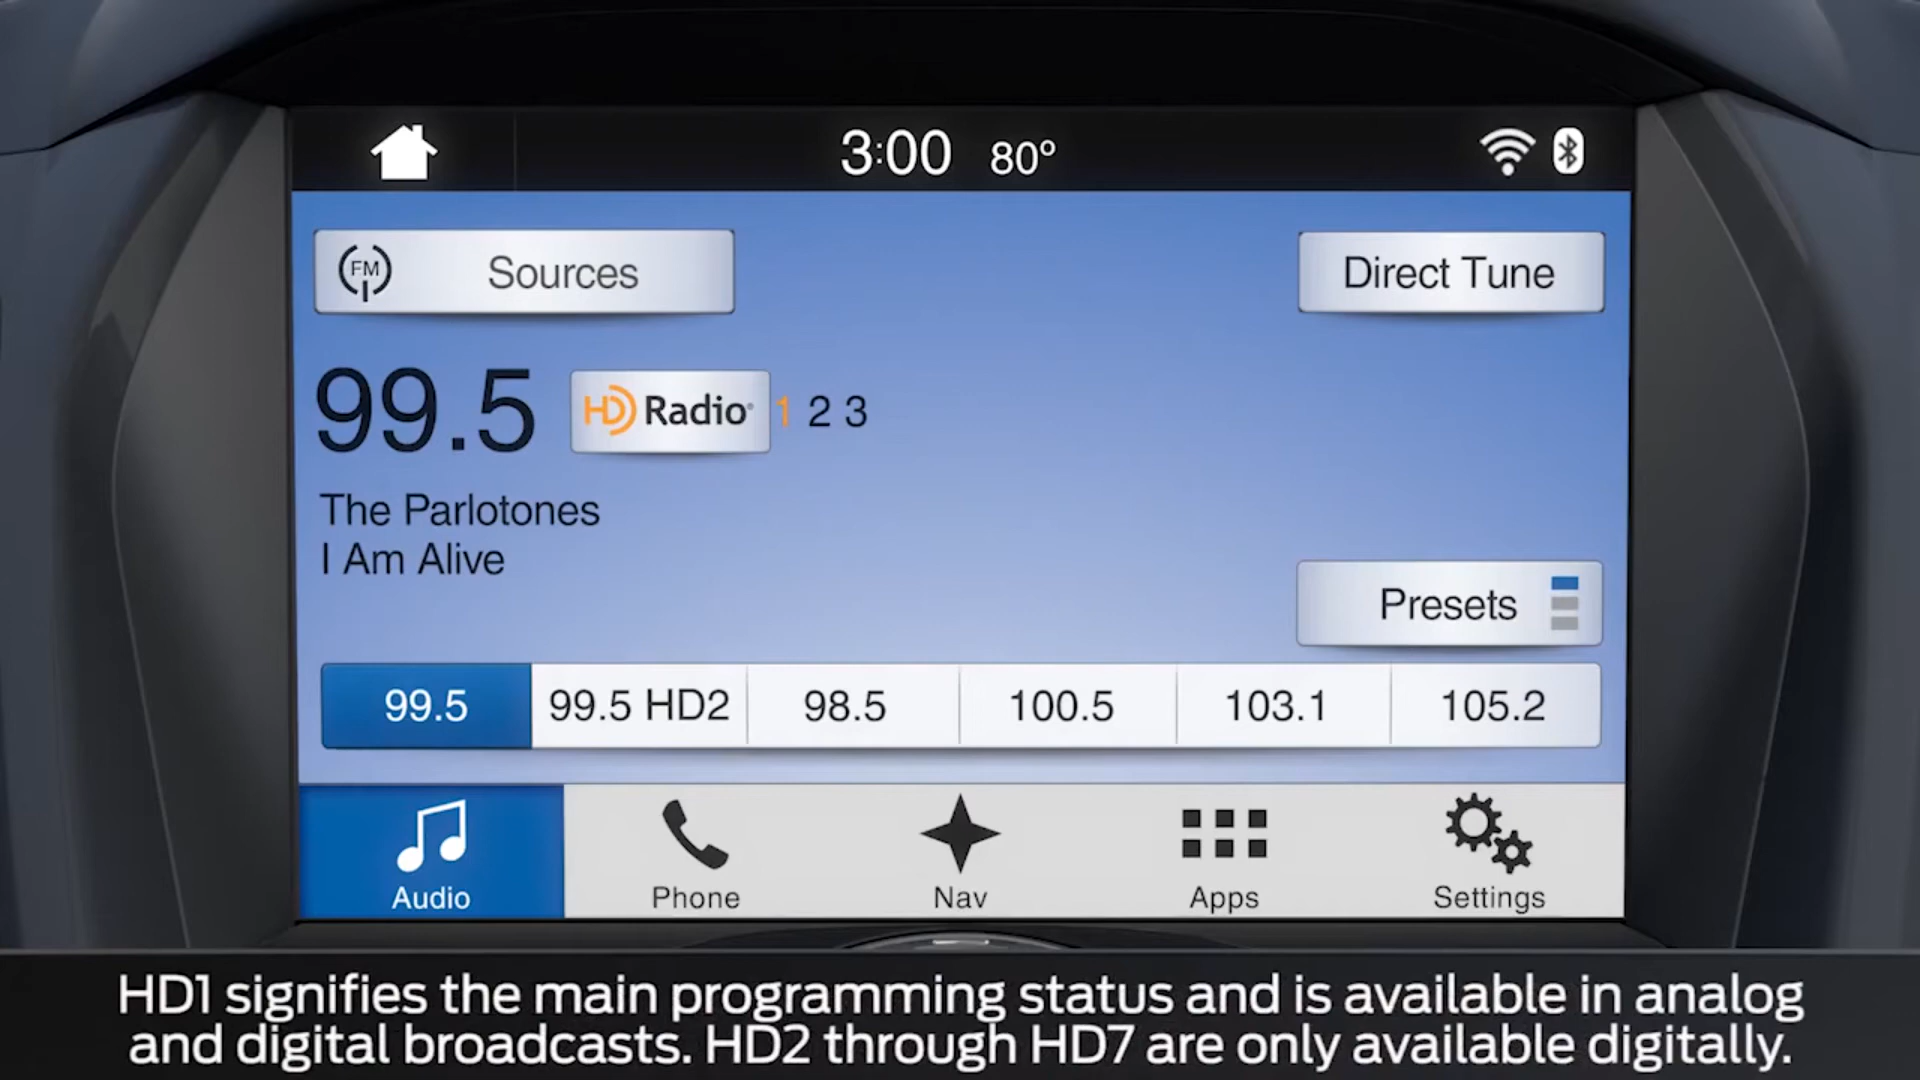 3:00 80°
FM Sources
Direct Tune
99.5 HD Radio® 1 2 3
The Parlotones
I Am Alive
Presets
99.5 99.5 HD2 98.5 100.5 103.1 105.2
Audio Phone Nav Apps Settings
HD1 signifies the main programming status and is available in analog
and digital broadcasts. HD2 through HD7 are only available digitally.